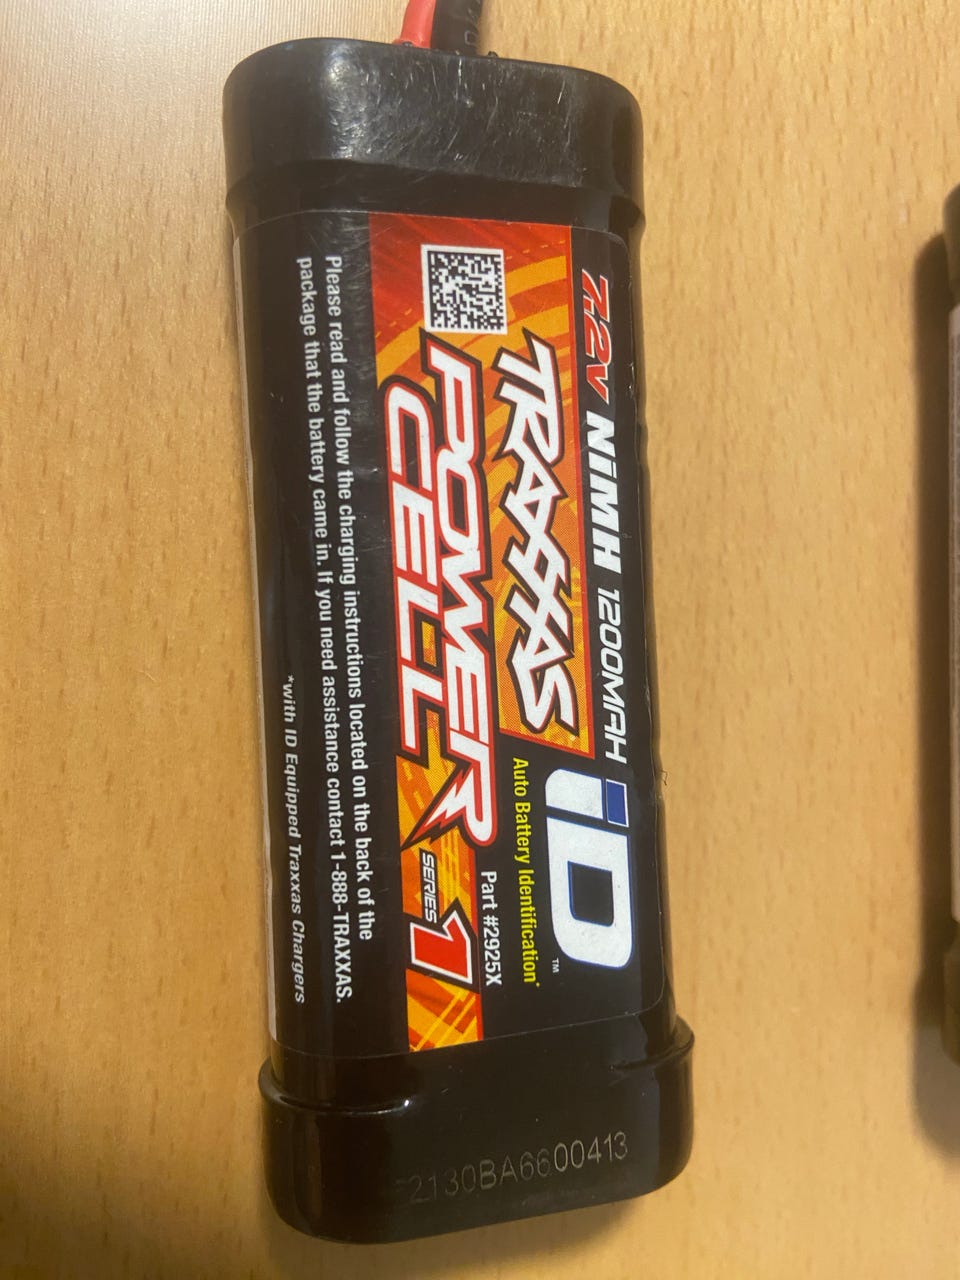 7.2V NiMH 1200MAH
iD™
TRAXXAS
Auto Battery Identification*
POWER
CELL
Part #2925X
SERIES 1
Please read and follow the charging instructions located on the back of the
package that the battery came in. If you need assistance contact 1-888-TRAXXAS.
*with ID Equipped Traxxas Chargers
2130BA6600413